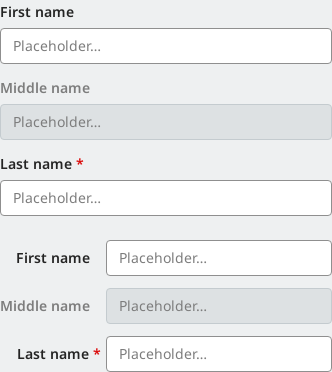 First name
Placeholder...
Middle name
Placeholder...
Last name *
Placeholder...
First name Placeholder...
Middle name Placeholder...
Last name * Placeholder...